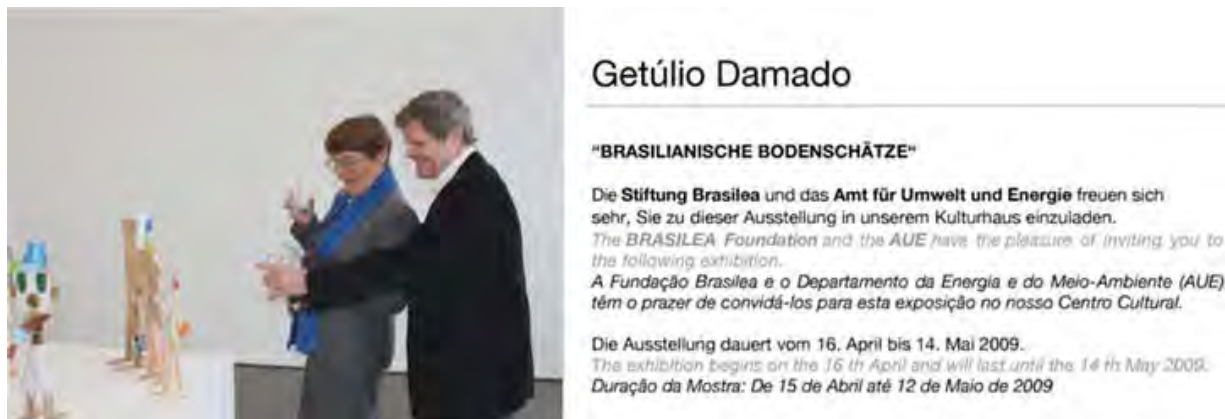 Getúlio Damado
"BRASILIANISCHE BODENSCHÄTZE"
Die Stiftung Brasilea und das Amt für Umwelt und Energie freuen sich
sehr, Sie zu dieser Ausstellung in unserem Kulturhaus einzuladen.
The BRASILEA Foundation and the AUE have the pleasure of inviting you to
the following exhibition.
A Fundação Brasilea e o Departamento da Energia e do Meio-Ambiente (AUE)
têm o prazer de convidá-los para esta exposição no nosso Centro Cultural.
Die Ausstellung dauert vom 16. April bis 14. Mai 2009.
The exhibition begins on the 16 th April and will last until the 14 th May 2009.
Duração da Mostra: De 15 de Abril até 12 de Maio de 2009